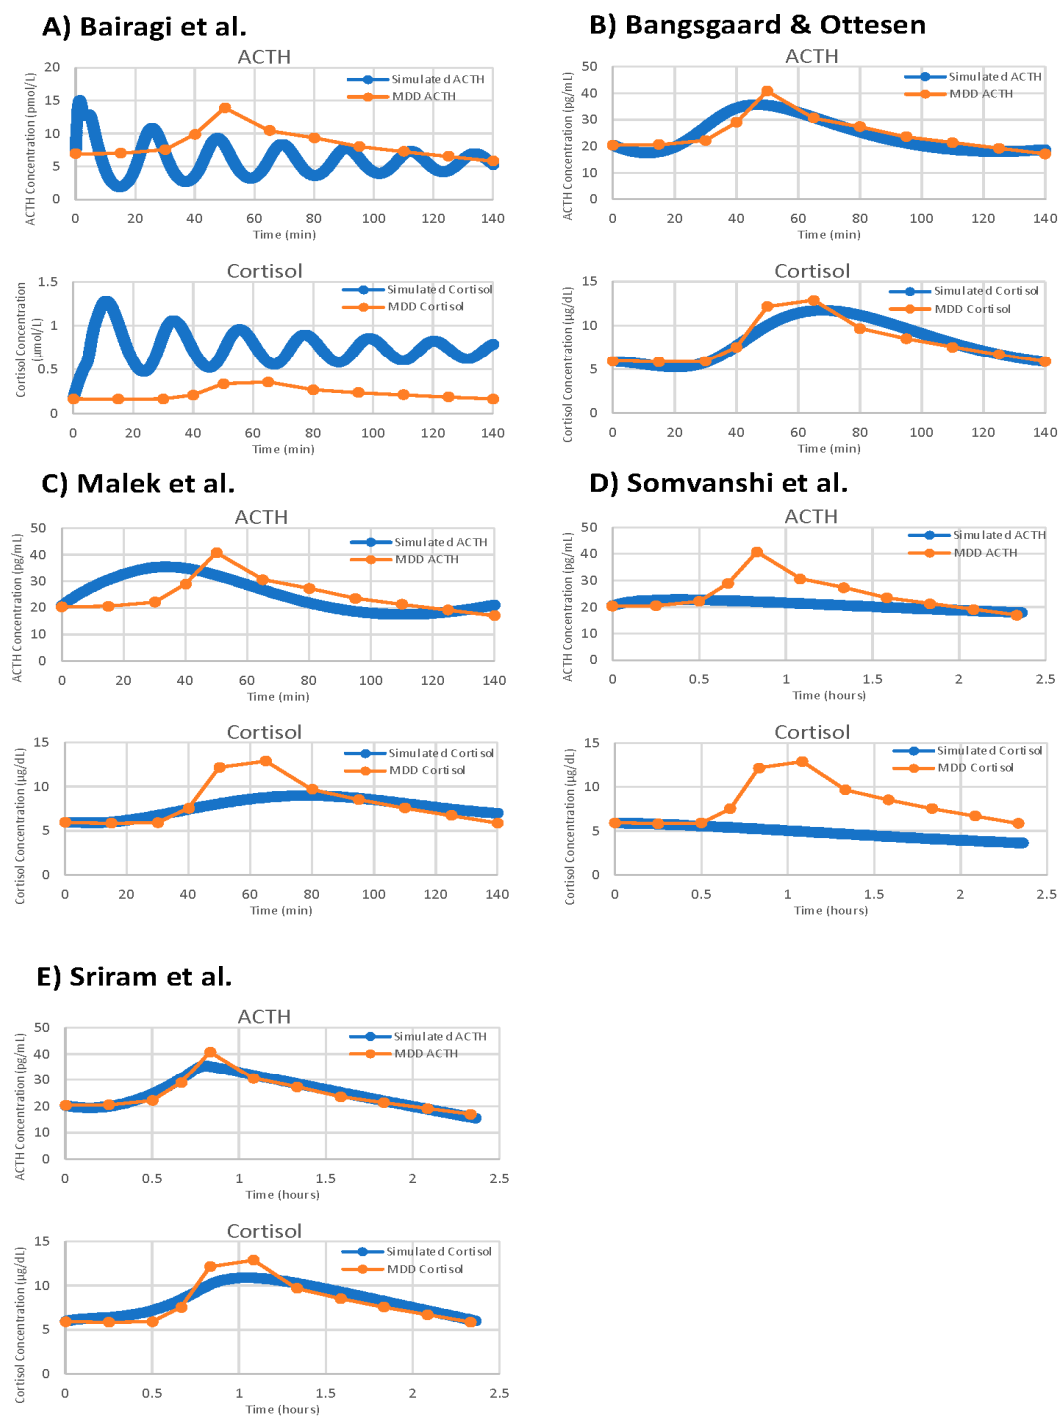 A) Bairagi et al.
ACTH
ACTH Concentration (pmol/L)
20
15
10
5
0
Simulated ACTH
MDD ACTH
0 20 40 60 80 100 120 140
Time (min)
Cortisol
Cortisol Concentration
(µmol/L)
1.5
1
0.5
0
Simulated Cortisol
MDD Cortisol
0 20 40 60 80 100 120 140
Time (min)
B) Bangsgaard & Ottesen
ACTH
ACTH Concentration (pg/mL)
50
40
30
20
10
0
Simulated ACTH
MDD ACTH
0 20 40 60 80 100 120 140
Time (min)
Cortisol
Cortisol Concentration (µg/dL)
15
10
5
0
Simulated Cortisol
MDD Cortisol
0 20 40 60 80 100 120 140
Time (min)
C) Malek et al.
ACTH
ACTH Concentration (pg/mL)
50
40
30
20
10
0
Simulated ACTH
MDD ACTH
0 20 40 60 80 100 120 140
Time (min)
Cortisol
Cortisol Concentration (µg/dL)
15
10
5
0
Simulated Cortisol
MDD Cortisol
0 20 40 60 80 100 120 140
Time (min)
D) Somvanshi et al.
ACTH
ACTH Concentration (pg/mL)
50
40
30
20
10
0
Simulated ACTH
MDD ACTH
0 0.5 1 1.5 2 2.5
Time (hours)
Cortisol
Cortisol Concentration (µg/dL)
15
10
5
0
Simulated Cortisol
MDD Cortisol
0 0.5 1 1.5 2 2.5
Time (hours)
E) Sriram et al.
ACTH
ACTH Concentration (pg/mL)
50
40
30
20
10
0
Simulated ACTH
MDD ACTH
0 0.5 1 1.5 2 2.5
Time (hours)
Cortisol
Cortisol Concentration (µg/dL)
15
10
5
0
Simulated Cortisol
MDD Cortisol
0 0.5 1 1.5 2 2.5
Time (hours)